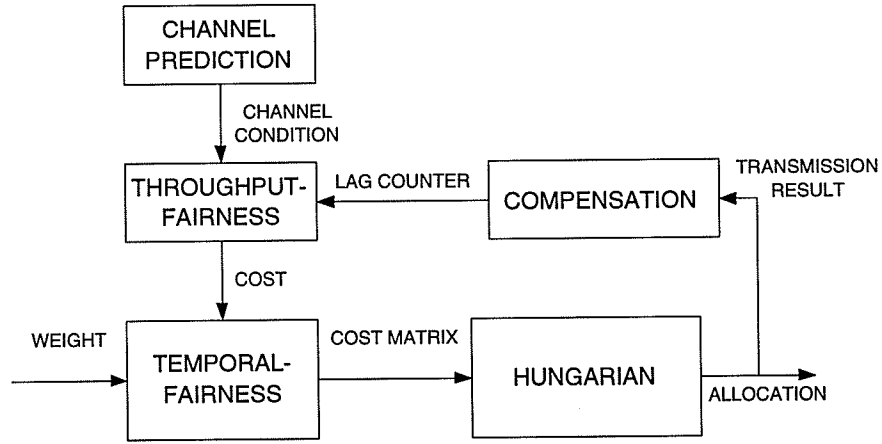 CHANNEL
PREDICTION
CHANNEL
CONDITION
THROUGHPUT-
FAIRNESS
LAG COUNTER
COMPENSATION
TRANSMISSION
RESULT
COST
WEIGHT
TEMPORAL-
FAIRNESS
COST MATRIX
HUNGARIAN
ALLOCATION